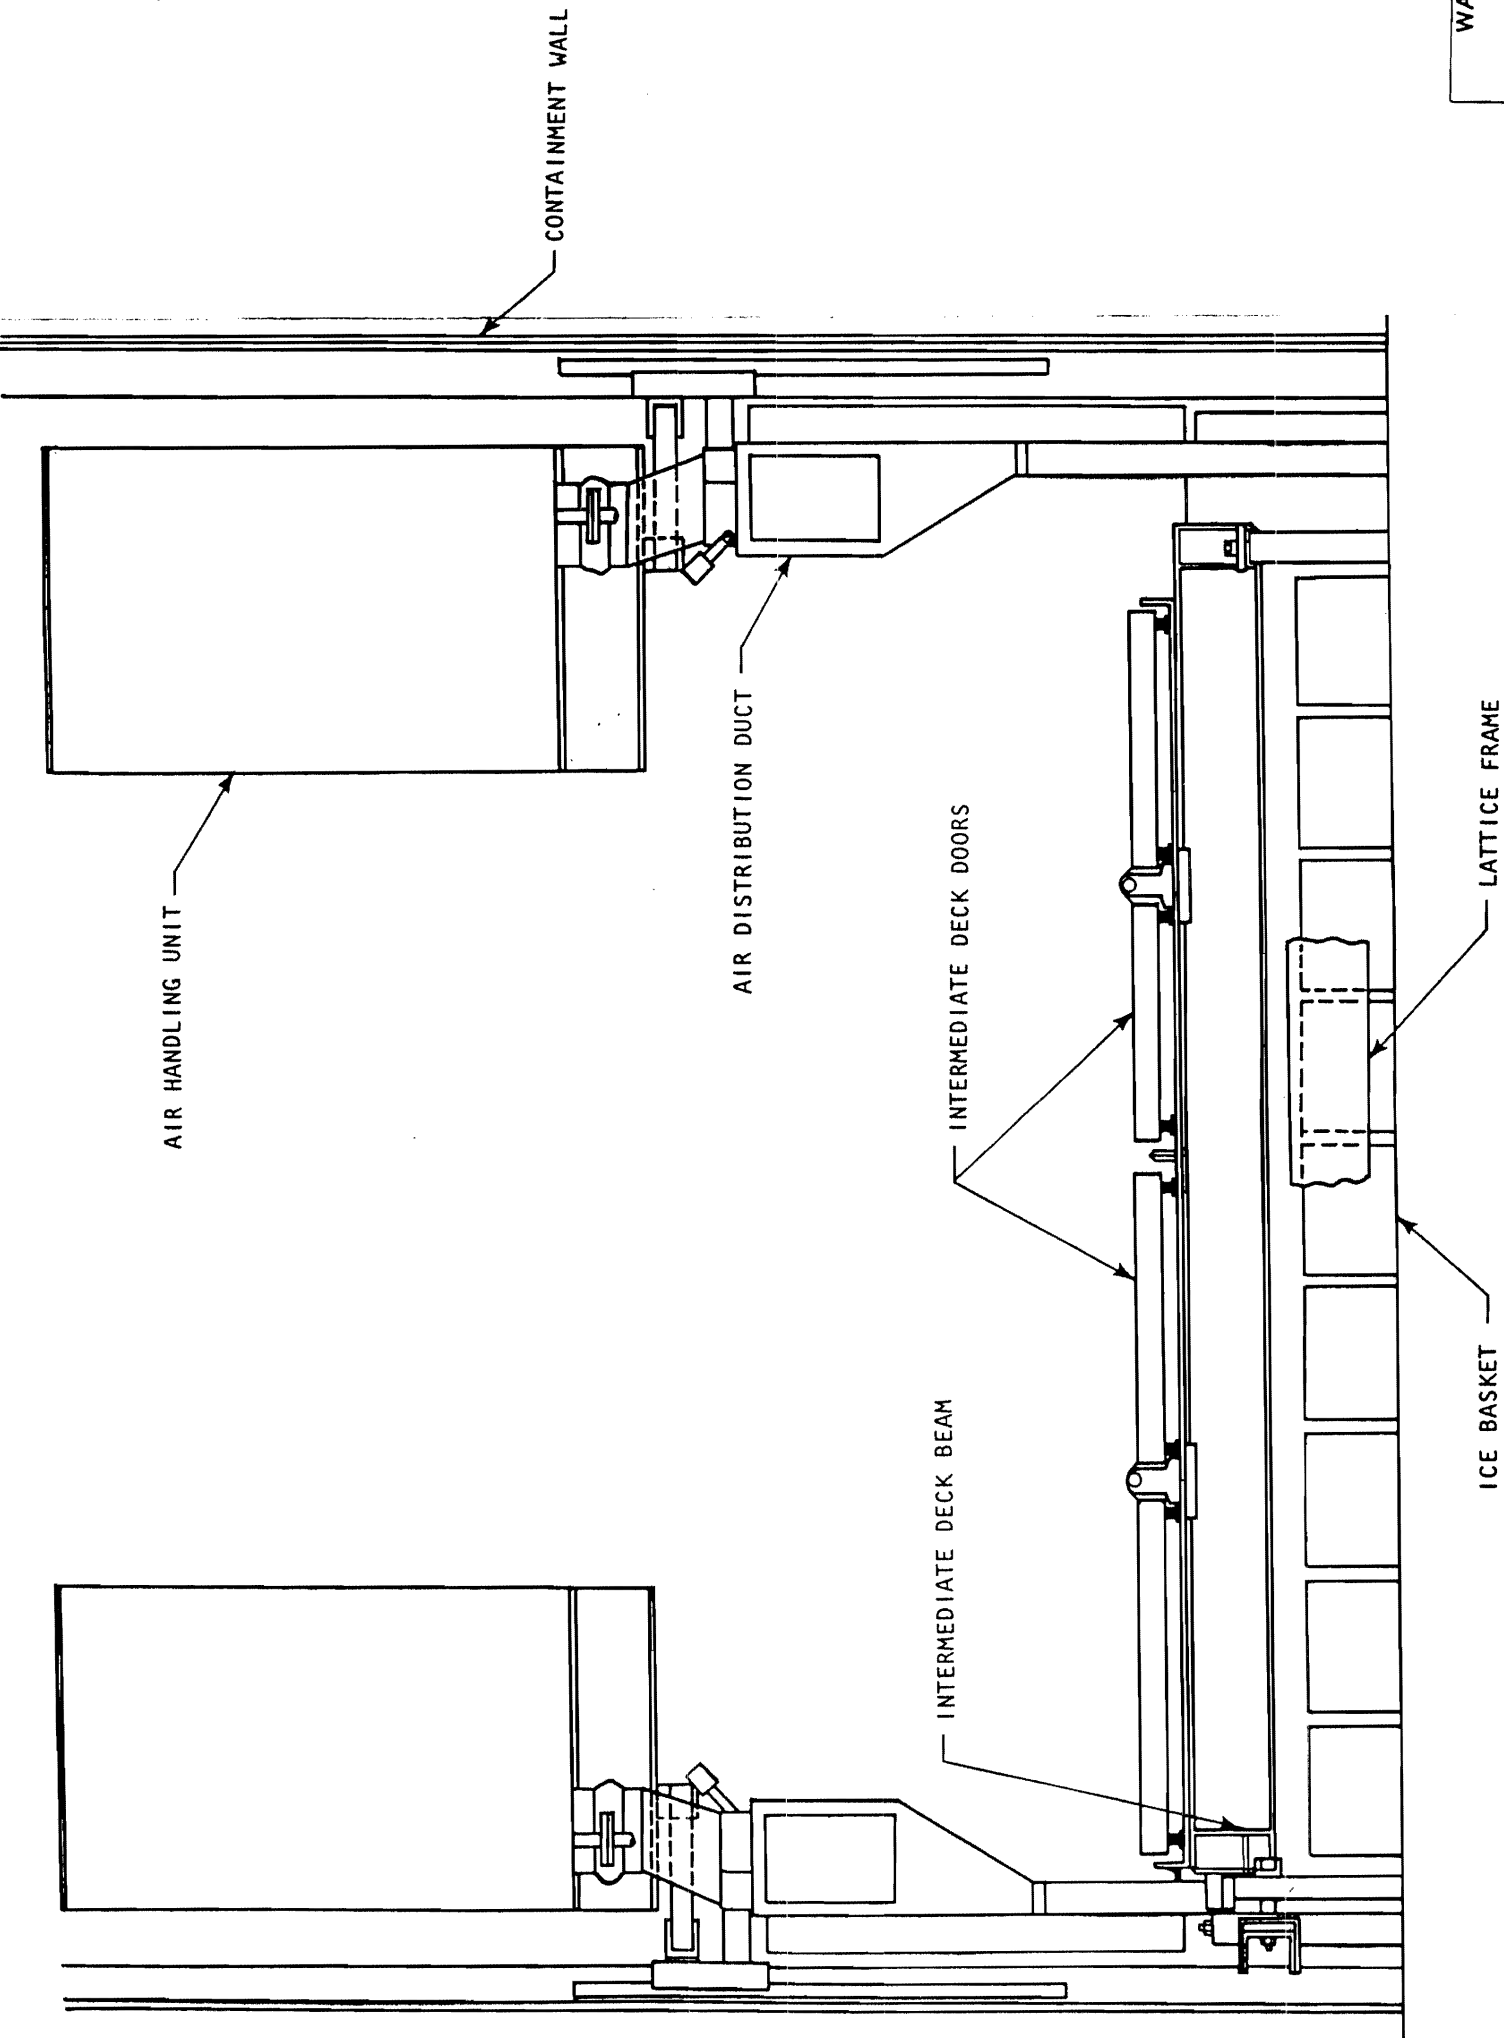 CONTAINMENT WALL
AIR HANDLING UNIT
AIR DISTRIBUTION DUCT
INTERMEDIATE DECK DOORS
INTERMEDIATE DECK BEAM
LATTICE FRAME
ICE BASKET